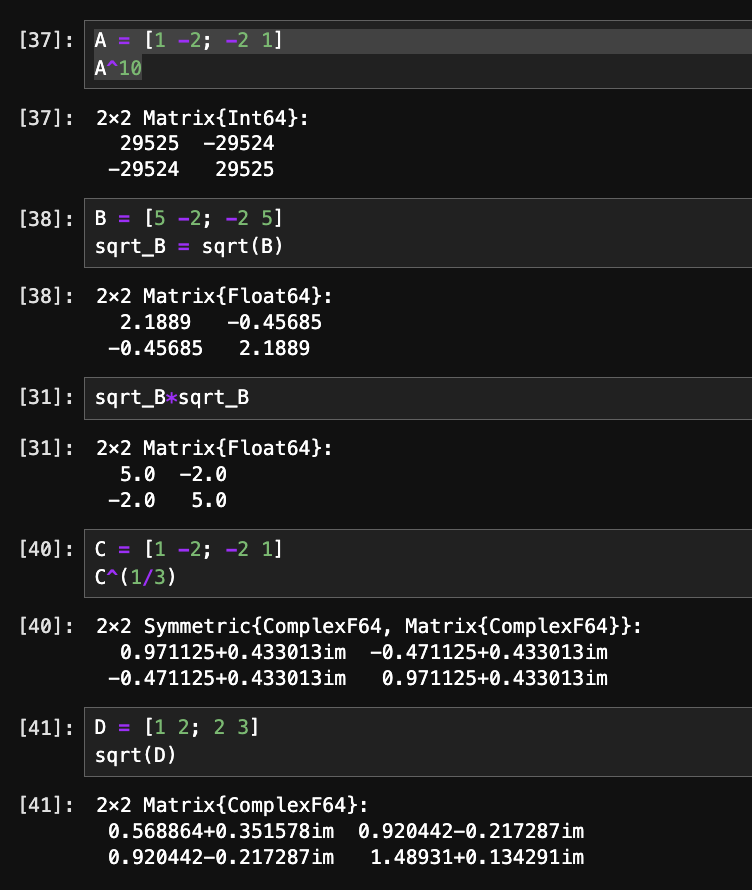 [37]: A = [1 -2; -2 1]
A^10
[37]: 2×2 Matrix{Int64}:
29525 -29524
-29524 29525
[38]: B = [5 -2; -2 5]
sqrt_B = sqrt(B)
[38]: 2×2 Matrix{Float64}:
2.1889 -0.45685
-0.45685 2.1889
[31]: sqrt_B*sqrt_B
[31]: 2×2 Matrix{Float64}:
5.0 -2.0
-2.0 5.0
[40]: C = [1 -2; -2 1]
C^(1/3)
[40]: 2×2 Symmetric{ComplexF64, Matrix{ComplexF64}}:
0.971125+0.433013im -0.471125+0.433013im
-0.471125+0.433013im 0.971125+0.433013im
[41]: D = [1 2; 2 3]
sqrt(D)
[41]: 2×2 Matrix{ComplexF64}:
0.568864+0.351578im 0.920442-0.217287im
0.920442-0.217287im 1.48931+0.134291im